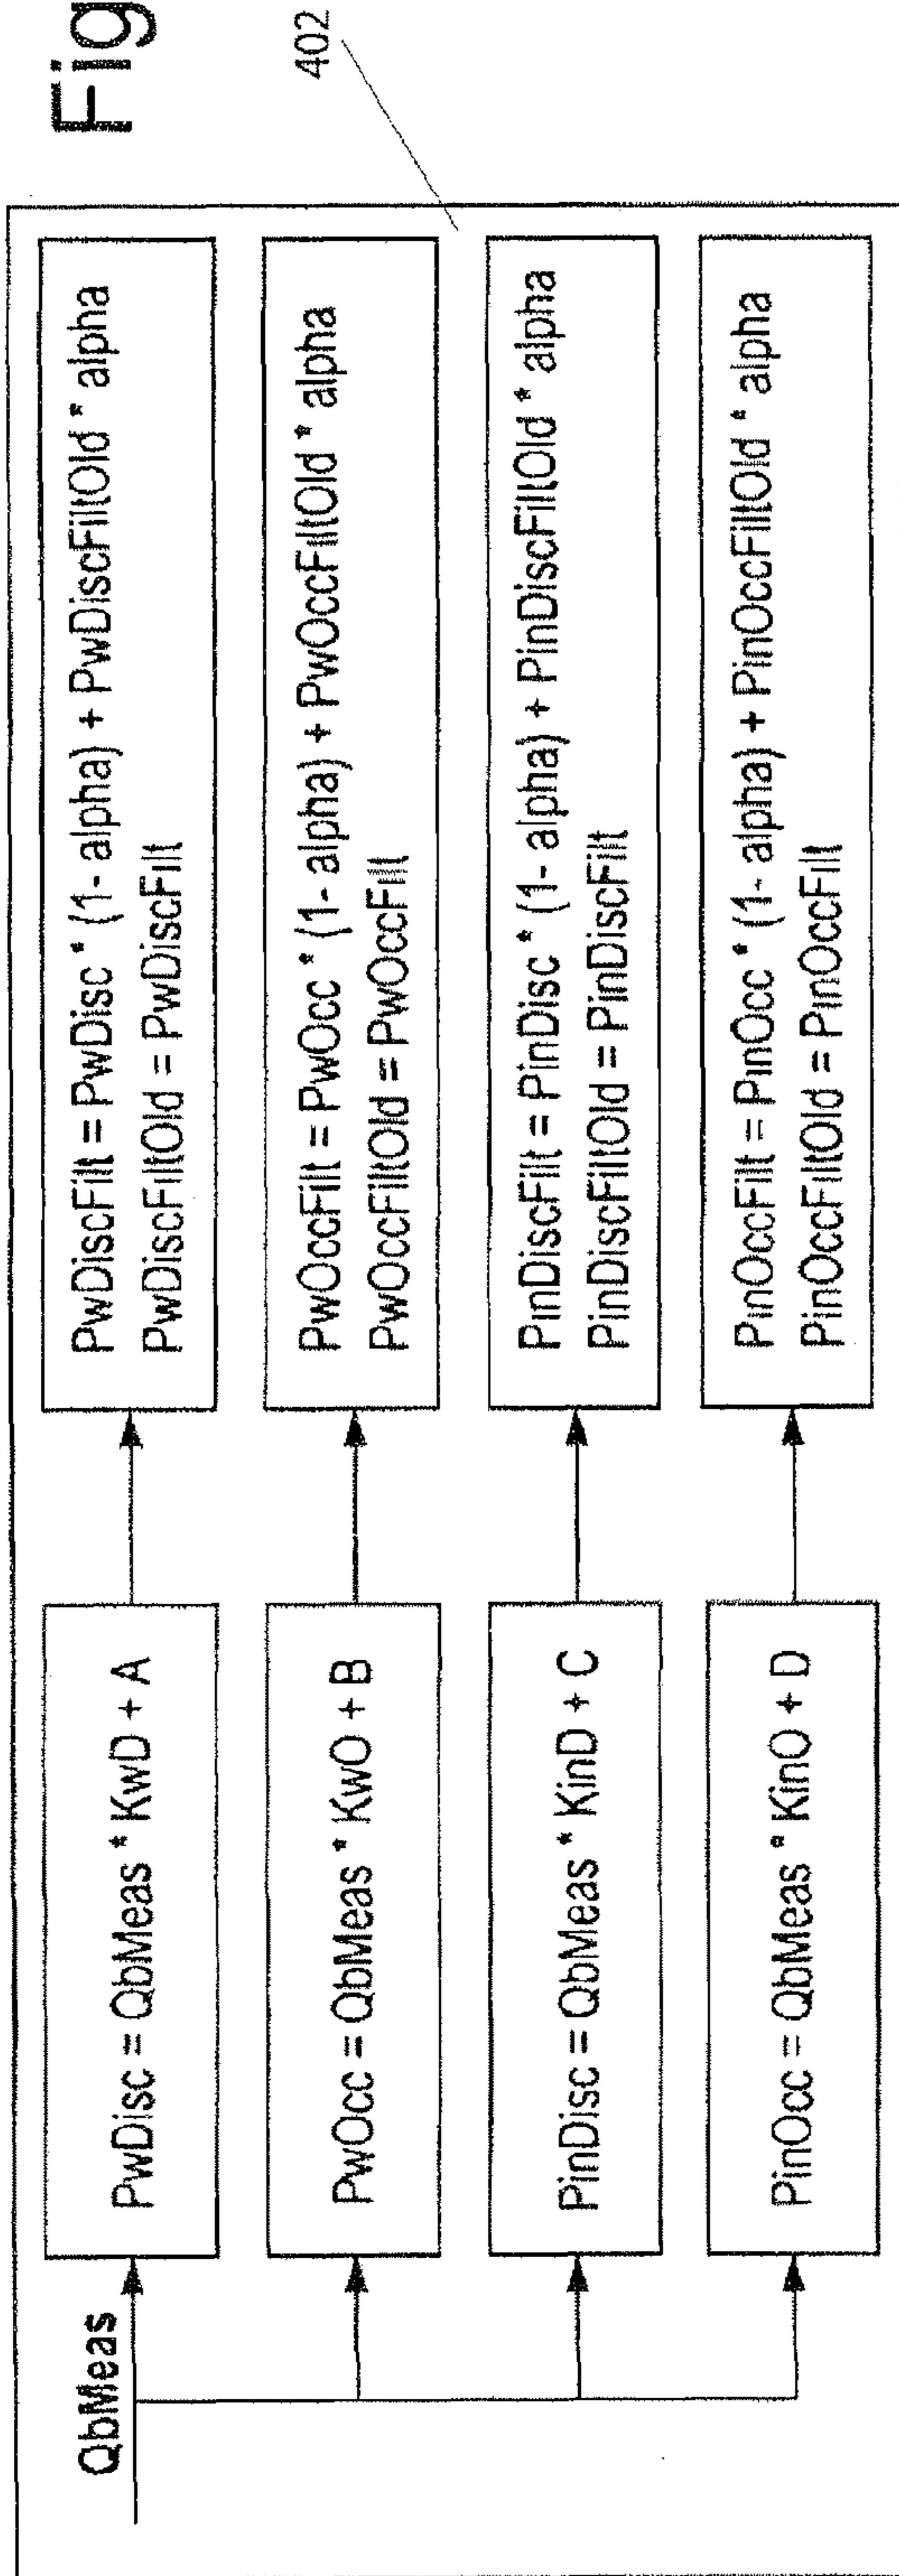 Fig
402
QbMeas
PwDisc = QbMeas * KwD + A
PwDiscFilt = PwDisc * (1- alpha) + PwDiscFiltOld * alpha
PwDiscFiltOld = PwDiscFilt
PwOcc = QbMeas * KwO + B
PwOccFilt = PwOcc * (1- alpha) + PwOccFiltOld * alpha
PwOccFiltOld = PwOccFilt
PinDisc = QbMeas * KinD + C
PinDiscFilt = PinDisc * (1- alpha) + PinDiscFiltOld * alpha
PinDiscFiltOld = PinDiscFilt
PinOcc = QbMeas * KinO + D
PinOccFilt = PinOcc * (1- alpha) + PinOccFiltOld * alpha
PinOccFiltOld = PinOccFilt